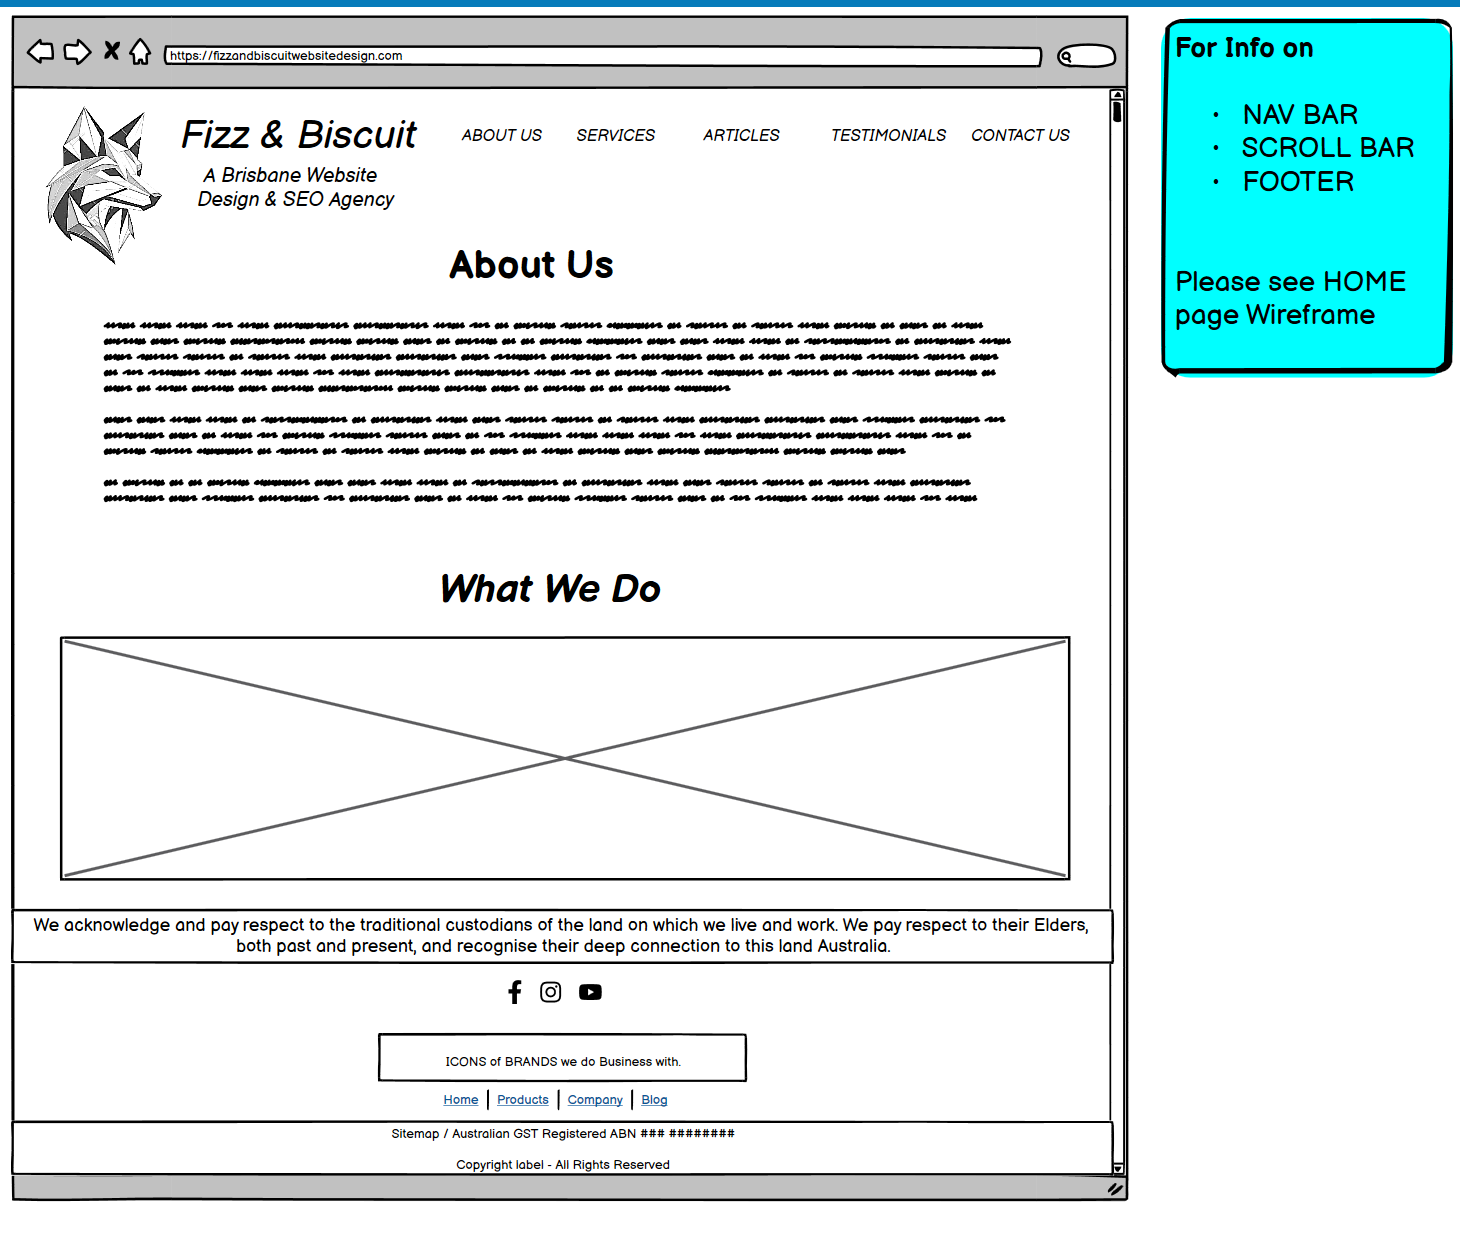 https://fizzandbiscuitwebsitedesign.com
Fizz & Biscuit
A Brisbane Website
Design & SEO Agency
ABOUT US
SERVICES
ARTICLES
TESTIMONIALS
CONTACT US
About Us
What We Do
We acknowledge and pay respect to the traditional custodians of the land on which we live and work. We pay respect to their Elders,
both past and present, and recognise their deep connection to this land Australia.
ICONS of BRANDS we do Business with.
Home | Products | Company | Blog
Sitemap / Australian GST Registered ABN ### ########
Copyright label - All Rights Reserved
For Info on
• NAV BAR
• SCROLL BAR
• FOOTER
Please see HOME
page Wireframe